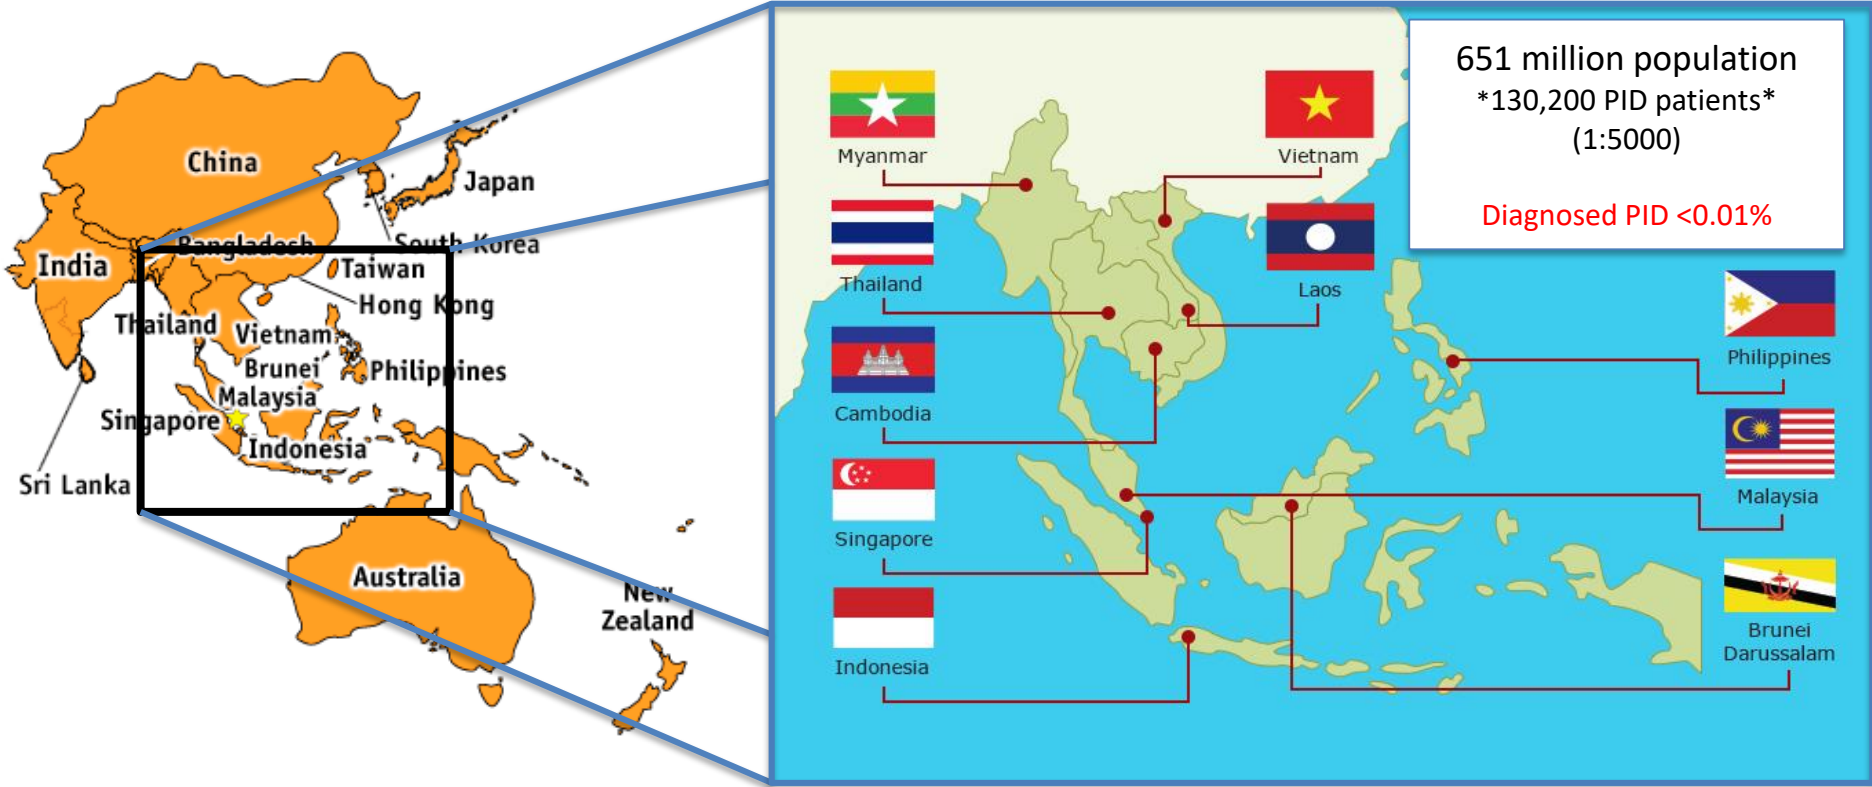 China
Japan
South Korea
Bangladesh
India
Taiwan
Hong Kong
Thailand
Vietnam
Brunei
Philippines
Malaysia
Singapore
Indonesia
Sri Lanka
Australia
New
Zealand
651 million population
*130,200 PID patients*
(1:5000)
Diagnosed PID <0.01%
Myanmar
Vietnam
Thailand
Laos
Cambodia
Philippines
Singapore
Malaysia
Indonesia
Brunei
Darussalam